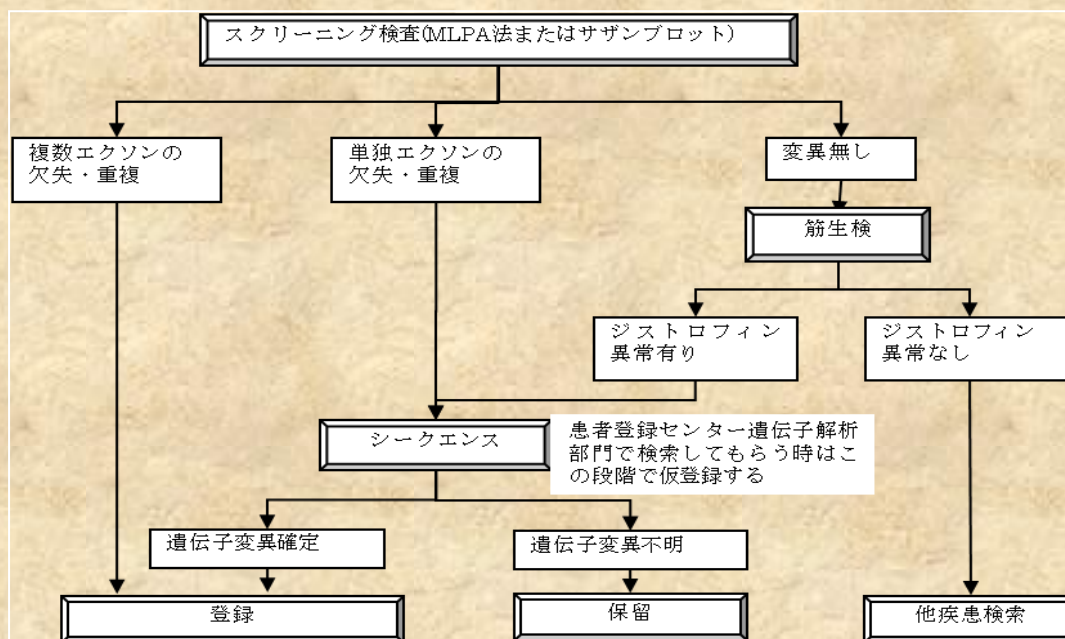 スクリーニング検査(MLPA法またはサザンブロット)
複数エクソンの
欠失・重複
単独エクソンの
欠失・重複
変異無し
筋生検
ジストロフィン
異常有り
ジストロフィン
異常なし
シークエンス
患者登録センター遺伝子解析
部門で検索してもらう時はこ
の段階で仮登録する
遺伝子変異確定
遺伝子変異不明
登録
保留
他疾患検索